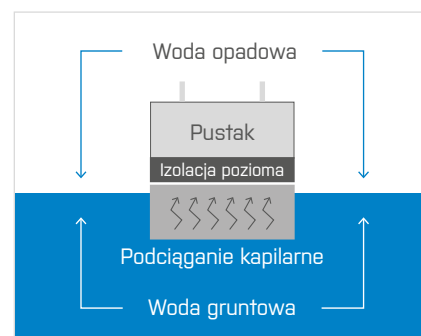 Woda opadowa
Pustak
Izolacja pozioma
Podciąganie kapilarne
Woda gruntowa